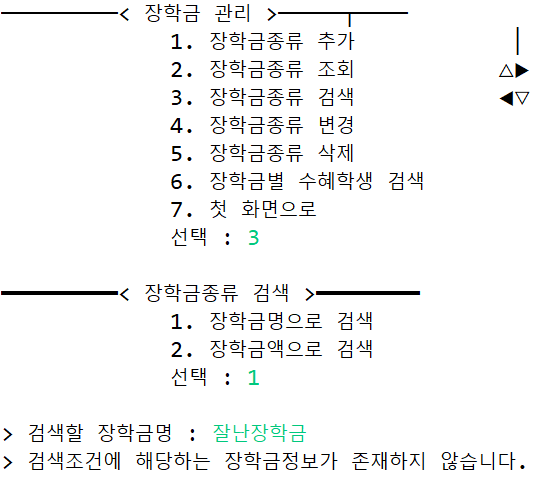 ━━━━━━━━━< 장학금 관리 >━━━━━┯━━━━
1. 장학금종류 추가 │
2. 장학금종류 조회 △▶
3. 장학금종류 검색 ◀▽
4. 장학금종류 변경
5. 장학금종류 삭제
6. 장학금별 수혜학생 검색
7. 첫 화면으로
선택 : 3
━━━━━━━━━< 장학금종류 검색 >━━━━━━━━
1. 장학금명으로 검색
2. 장학금액으로 검색
선택 : 1
> 검색할 장학금명 : 잘난장학금
> 검색조건에 해당하는 장학금정보가 존재하지 않습니다.